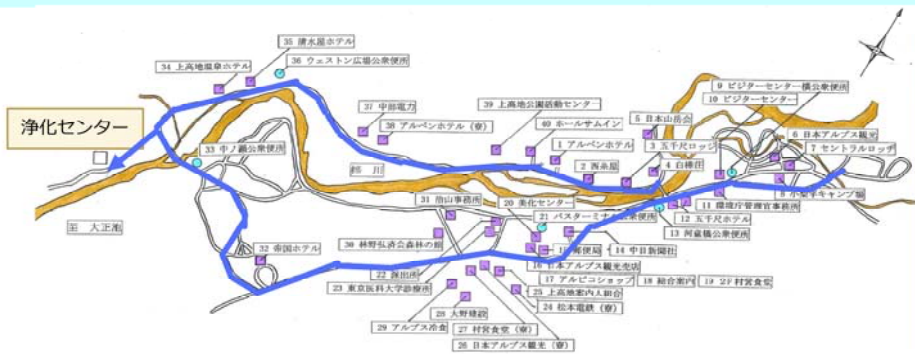 35 清水屋ホテル
34 上高地温泉ホテル
36 ウェストン広場公衆便所
9 ビジターセンター横公衆便所
10 ビジターセンター
37 中部電力
39 上高地公園活動センター
5 日本山岳会
6 日本アルプス観光
浄化センター
38 アルペンホテル(寮)
40 ホールサムイン
3 五千尺ロッジ
7 セントラルロッヂ
33 中ノ瀬公衆便所
1 アルペンホテル
2 西糸屋
4 白樺荘
梓 川
8 小梨平キャンプ場
20 美化センター
11 環境庁管理官事務所
31 治山事務所
21 バスターミナル公衆便所
12 五千尺ホテル
至 大正池
13 河童橋公衆便所
32 帝国ホテル
30 林野弘済会森林の館
15 郵便局
14 中日新聞社
22 派出所
16 日本アルプス観光売店
23 東京医科大学診療所
17 アルピコショップ
18 総合案内
19 2F村営食堂
25 上高地案内人組合
24 松本電鉄(寮)
28 大野建設
29 アルプス冷食
27 村営食堂(寮)
26 日本アルプス観光(寮)